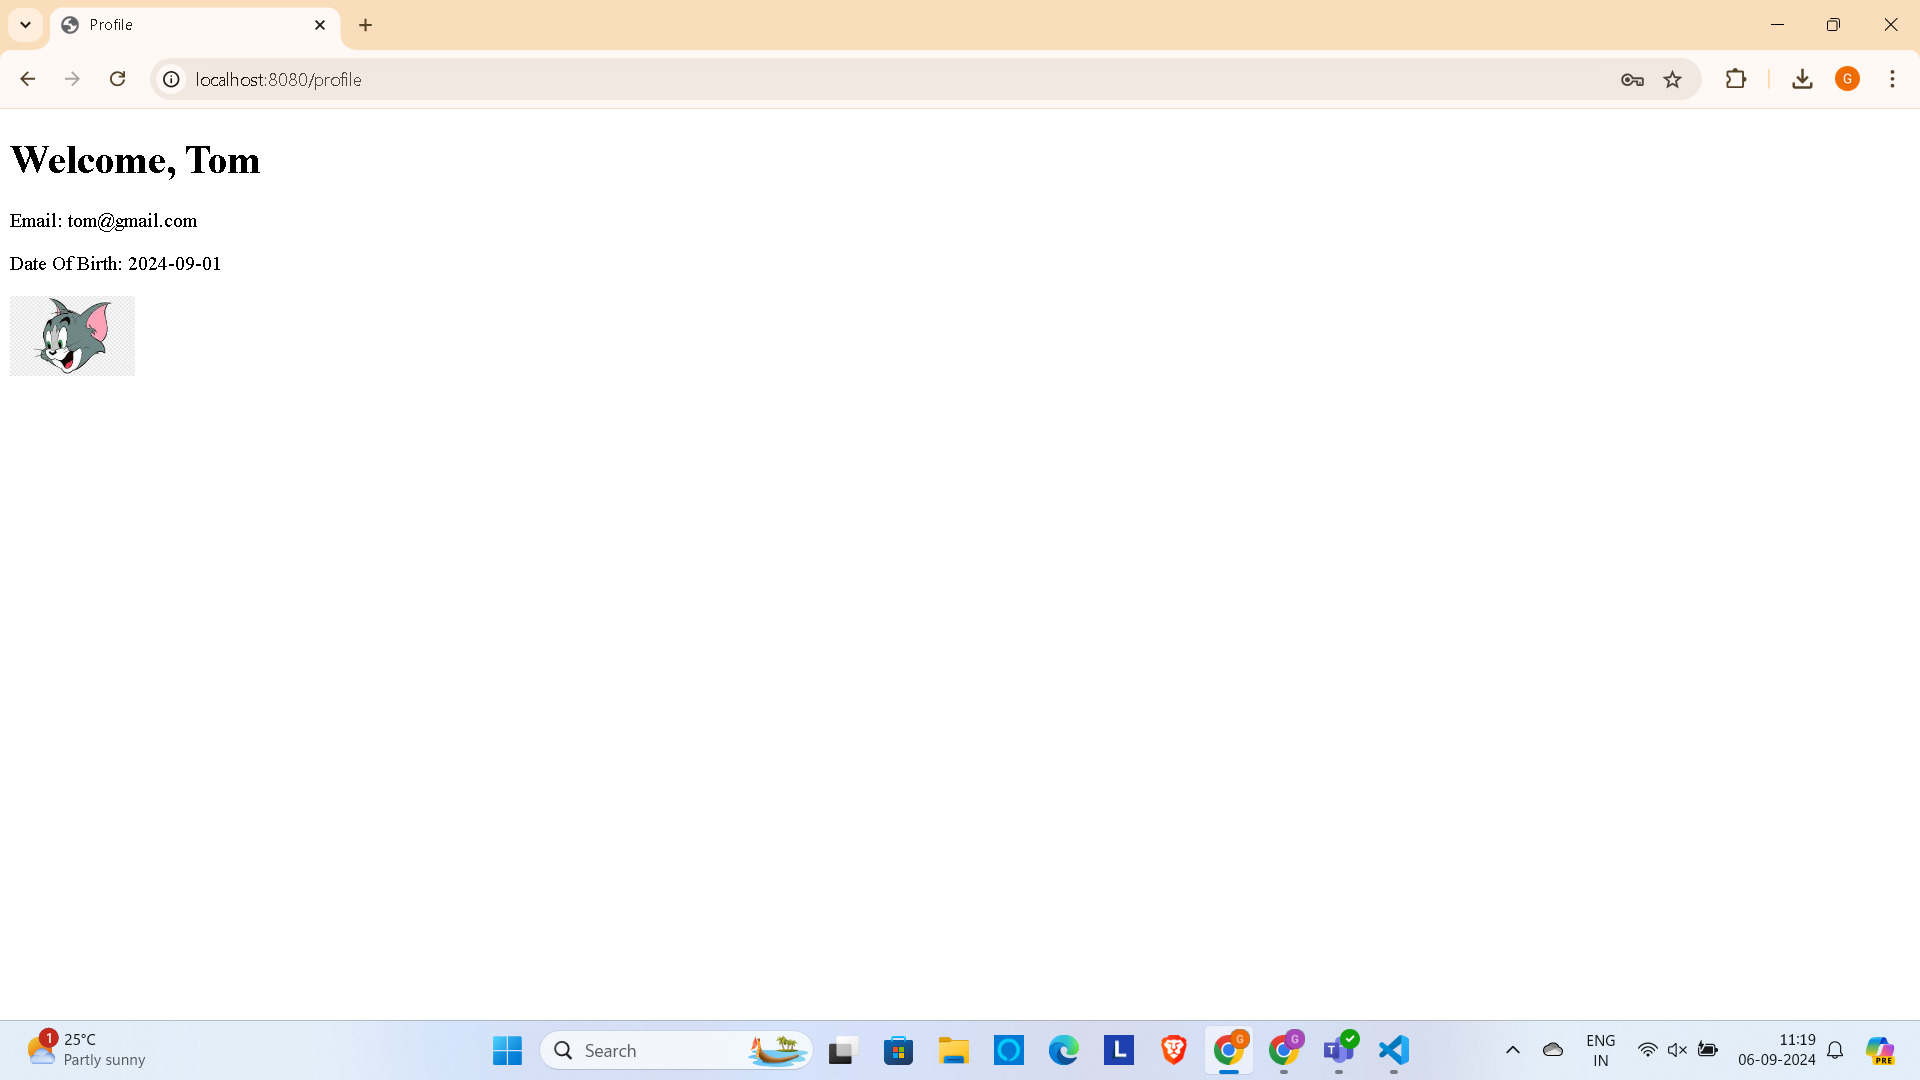 Profile
localhost:8080/profile
G
Welcome, Tom
Email: tom@gmail.com
Date Of Birth: 2024-09-01
1
25°C
Partly sunny
Search
L
G
G
T
ENG
IN
11:19
06-09-2024
PRE